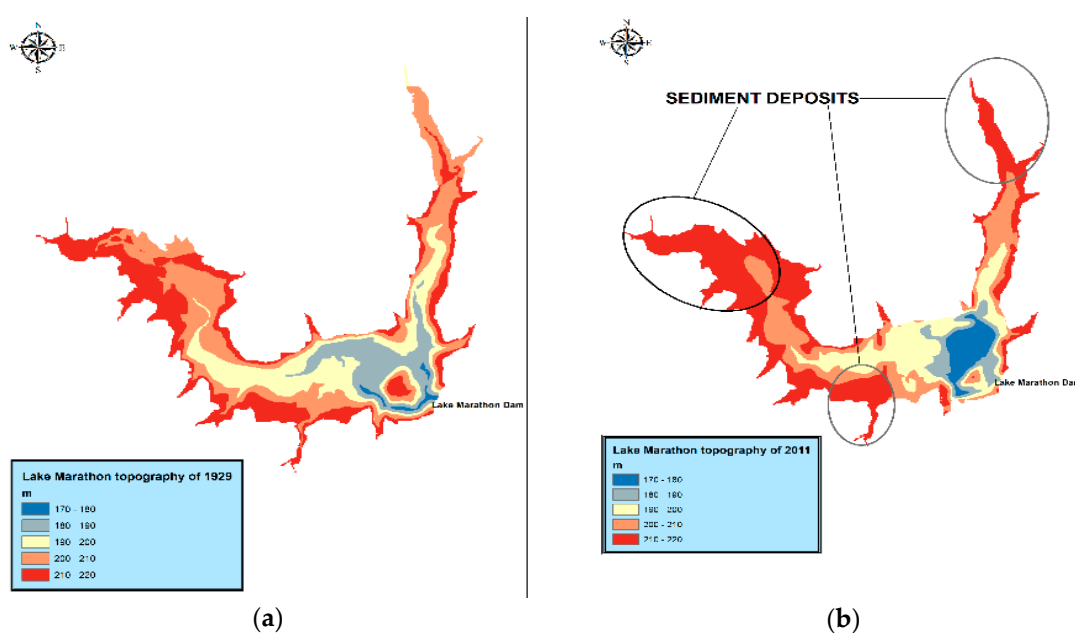 N
W E
S
Lake Marathon Dam
Lake Marathon topography of 1929
m
170 - 180
180 - 190
190 - 200
200 - 210
210 - 220
(a)
N
W E
S
SEDIMENT DEPOSITS
Lake Marathon Dam
Lake Marathon topography of 2011
m
170 - 180
180 - 190
190 - 200
200 - 210
210 - 220
(b)